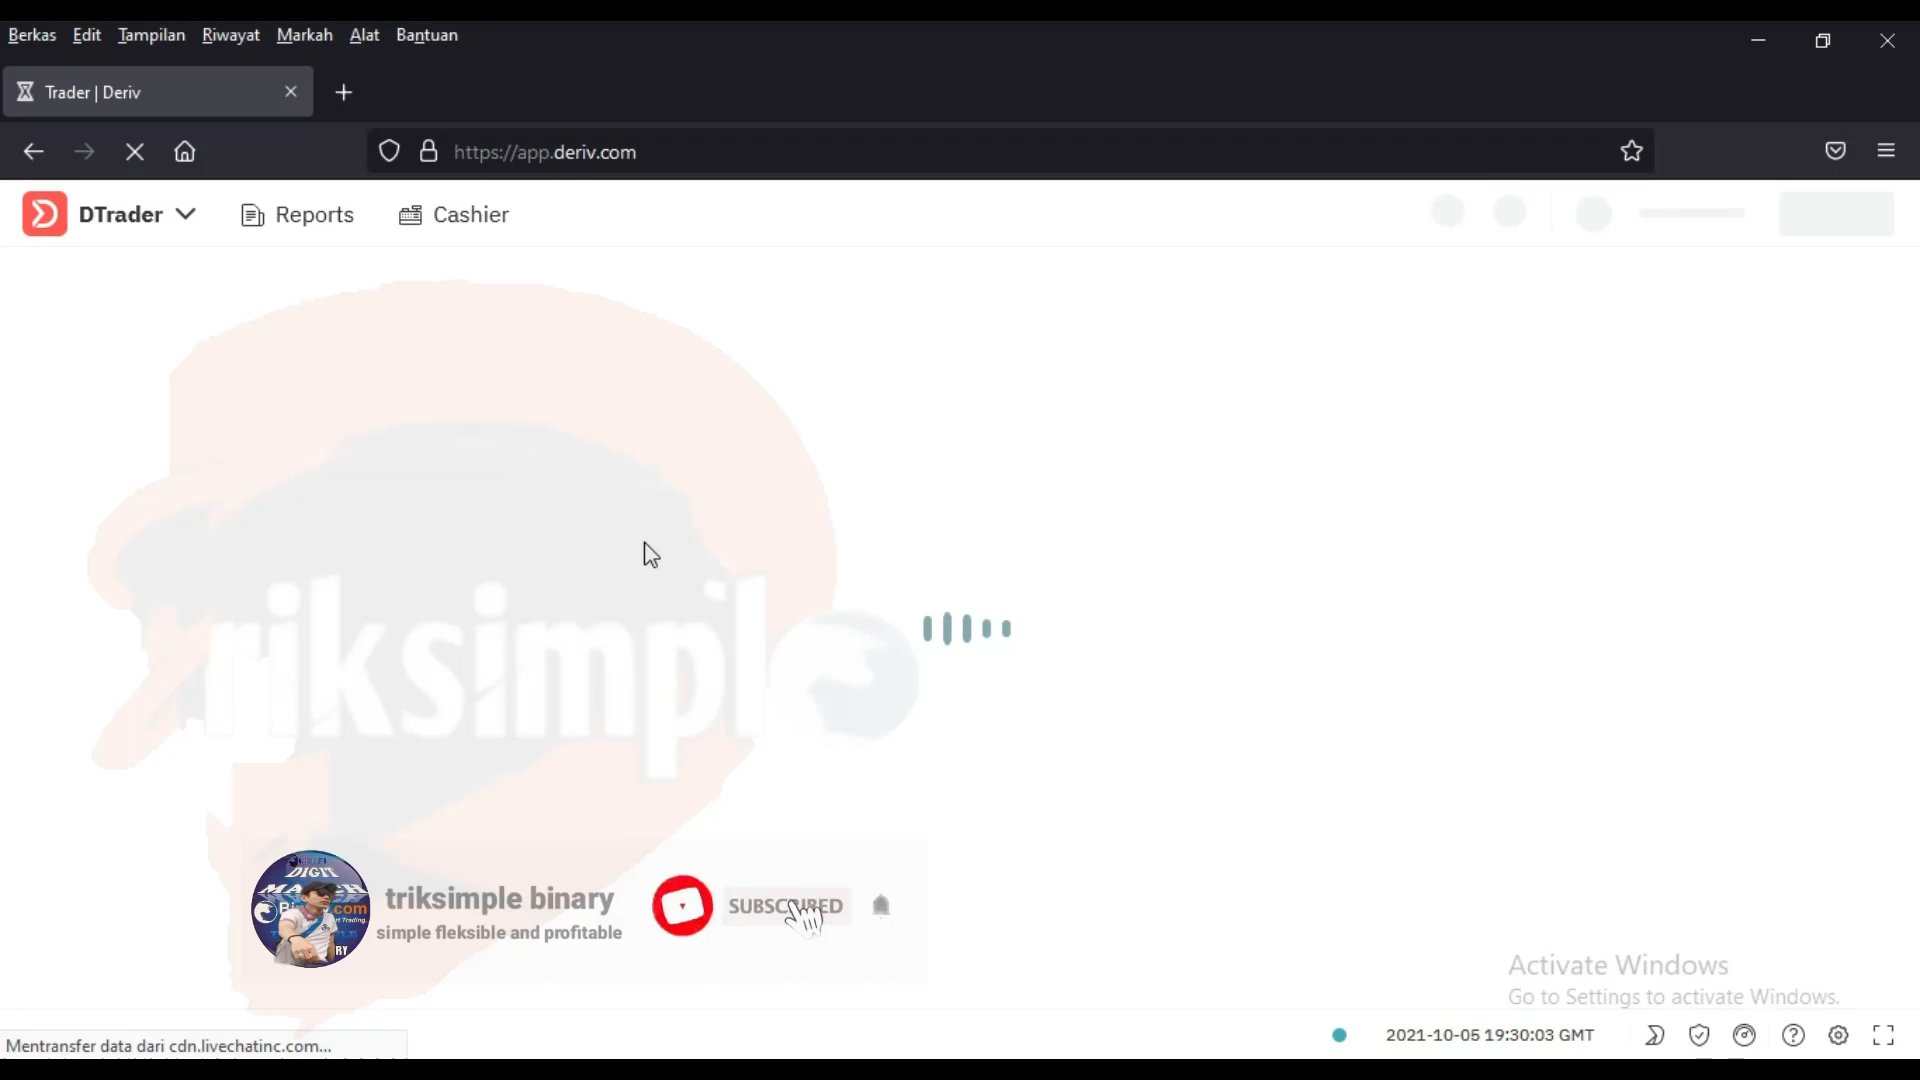 Berkas Edit Tampilan Riwayat Markah Alat Bantuan
Trader | Deriv
https://app.deriv.com
DTrader Reports Cashier
riksimpl
DIGIT
triksimple binary
SUBSCRIBED
simple fleksible and profitable
Activate Windows
Go to Settings to activate Windows.
Mentransfer data dari cdn.livechatinc.com...
2021-10-05 19:30:03 GMT